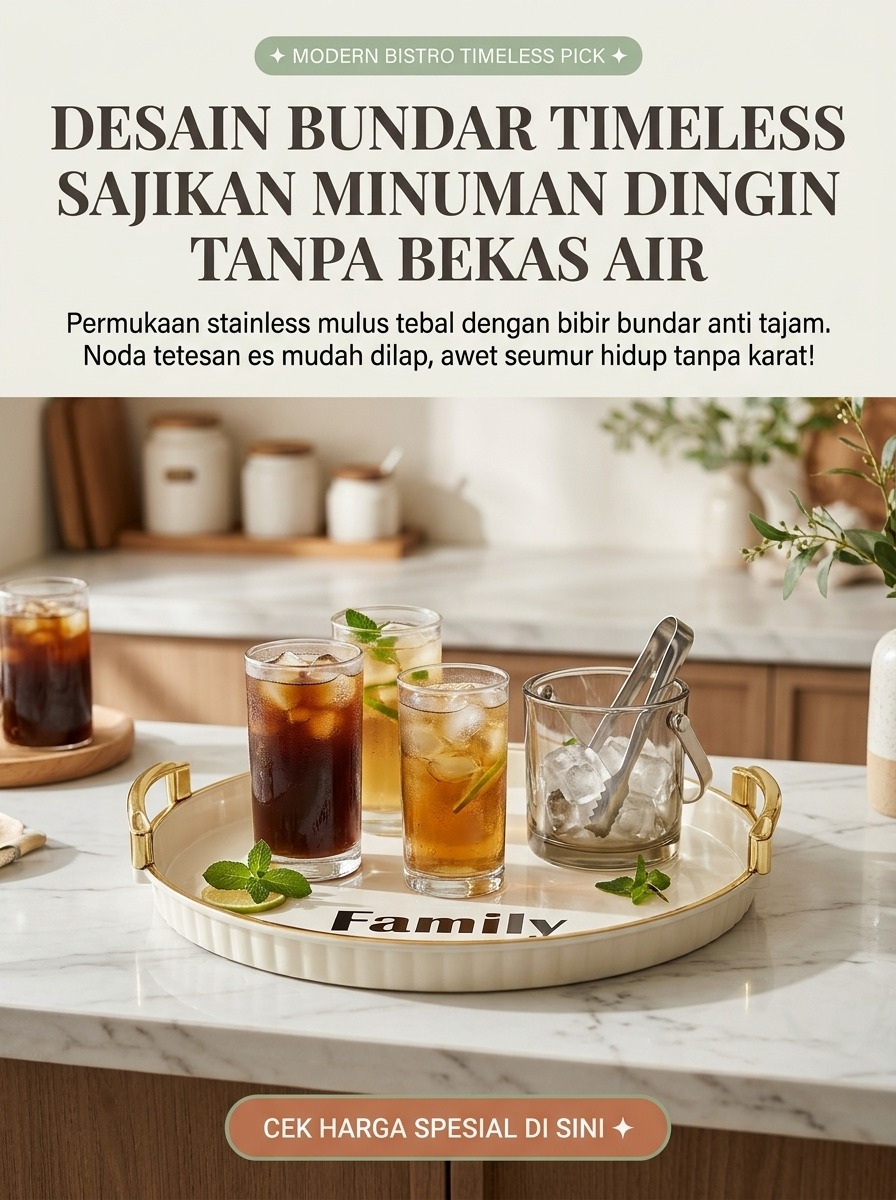 ✦ MODERN BISTRO TIMELESS PICK ✦
DESAIN BUNDAR TIMELESS
SAJIKAN MINUMAN DINGIN
TANPA BEKAS AIR
Permukaan stainless mulus tebal dengan bibir bundar anti tajam.
Noda tetesan es mudah dilap, awet seumur hidup tanpa karat!
Family
CEK HARGA SPESIAL DI SINI ✦